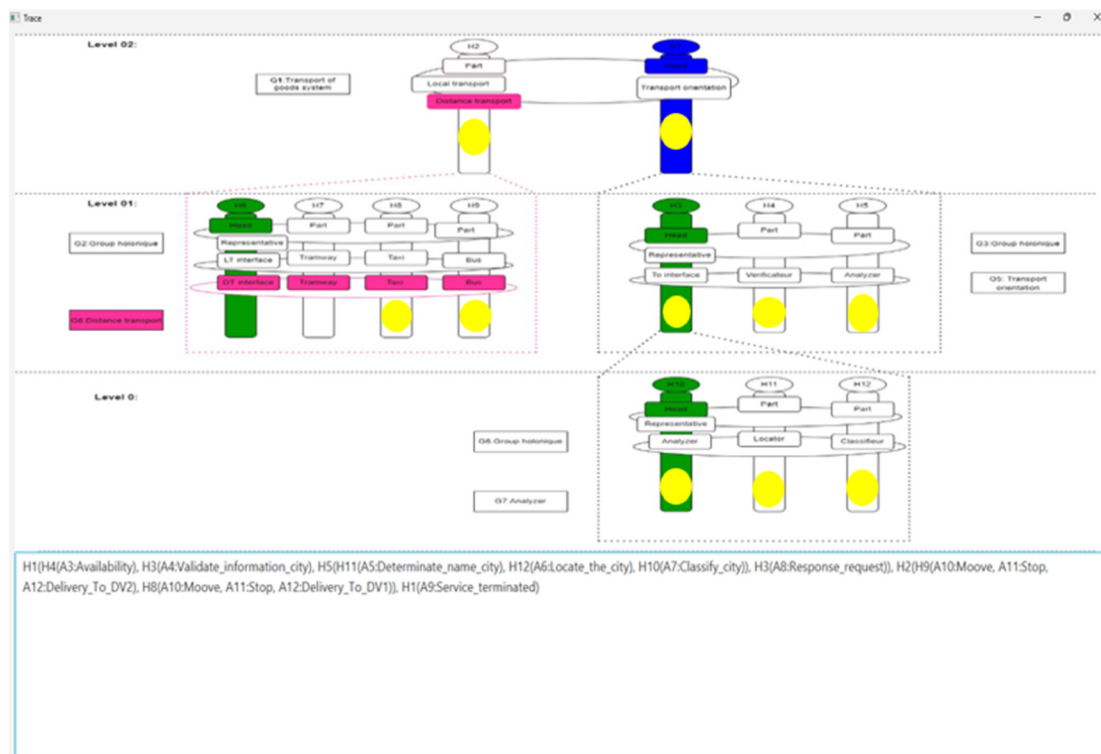 Trace
Level 02:
H2
Part
Head
G1:Transport of
goods system
Local transport
Transport orientation
Distance transport
Level 01:
H6
H7
H8
H9
H3
H4
H5
Head
Part
Part
Part
Head
Part
Part
G2:Group holonique
Representative
Representative
G3:Group holonique
LT interface
Tramway
Taxi
Bus
To interface
Verificateur
Analyzer
G5: Transport
orientation
DT interface
Tramway
Taxi
Bus
G6:Distance transport
Level 0:
H10
H11
H12
Head
Part
Part
Representative
Analyzer
Locator
Classifieur
Group holonique
G7 Analyzer
H1(H4(A3:Availability), H3(A4:Validate_information_city), H5(H11(A5:Determinate_name_city), H12(A6:Locate_the_city), H10(A7:Classify_city)), H3(A8:Response_request)), H2(H9(A10:Moove, A11:Stop,
A12:Delivery_To_DV2), H8(A10:Moove, A11:Stop, A12:Delivery_To_DV1)), H1(A9:Service_terminated)